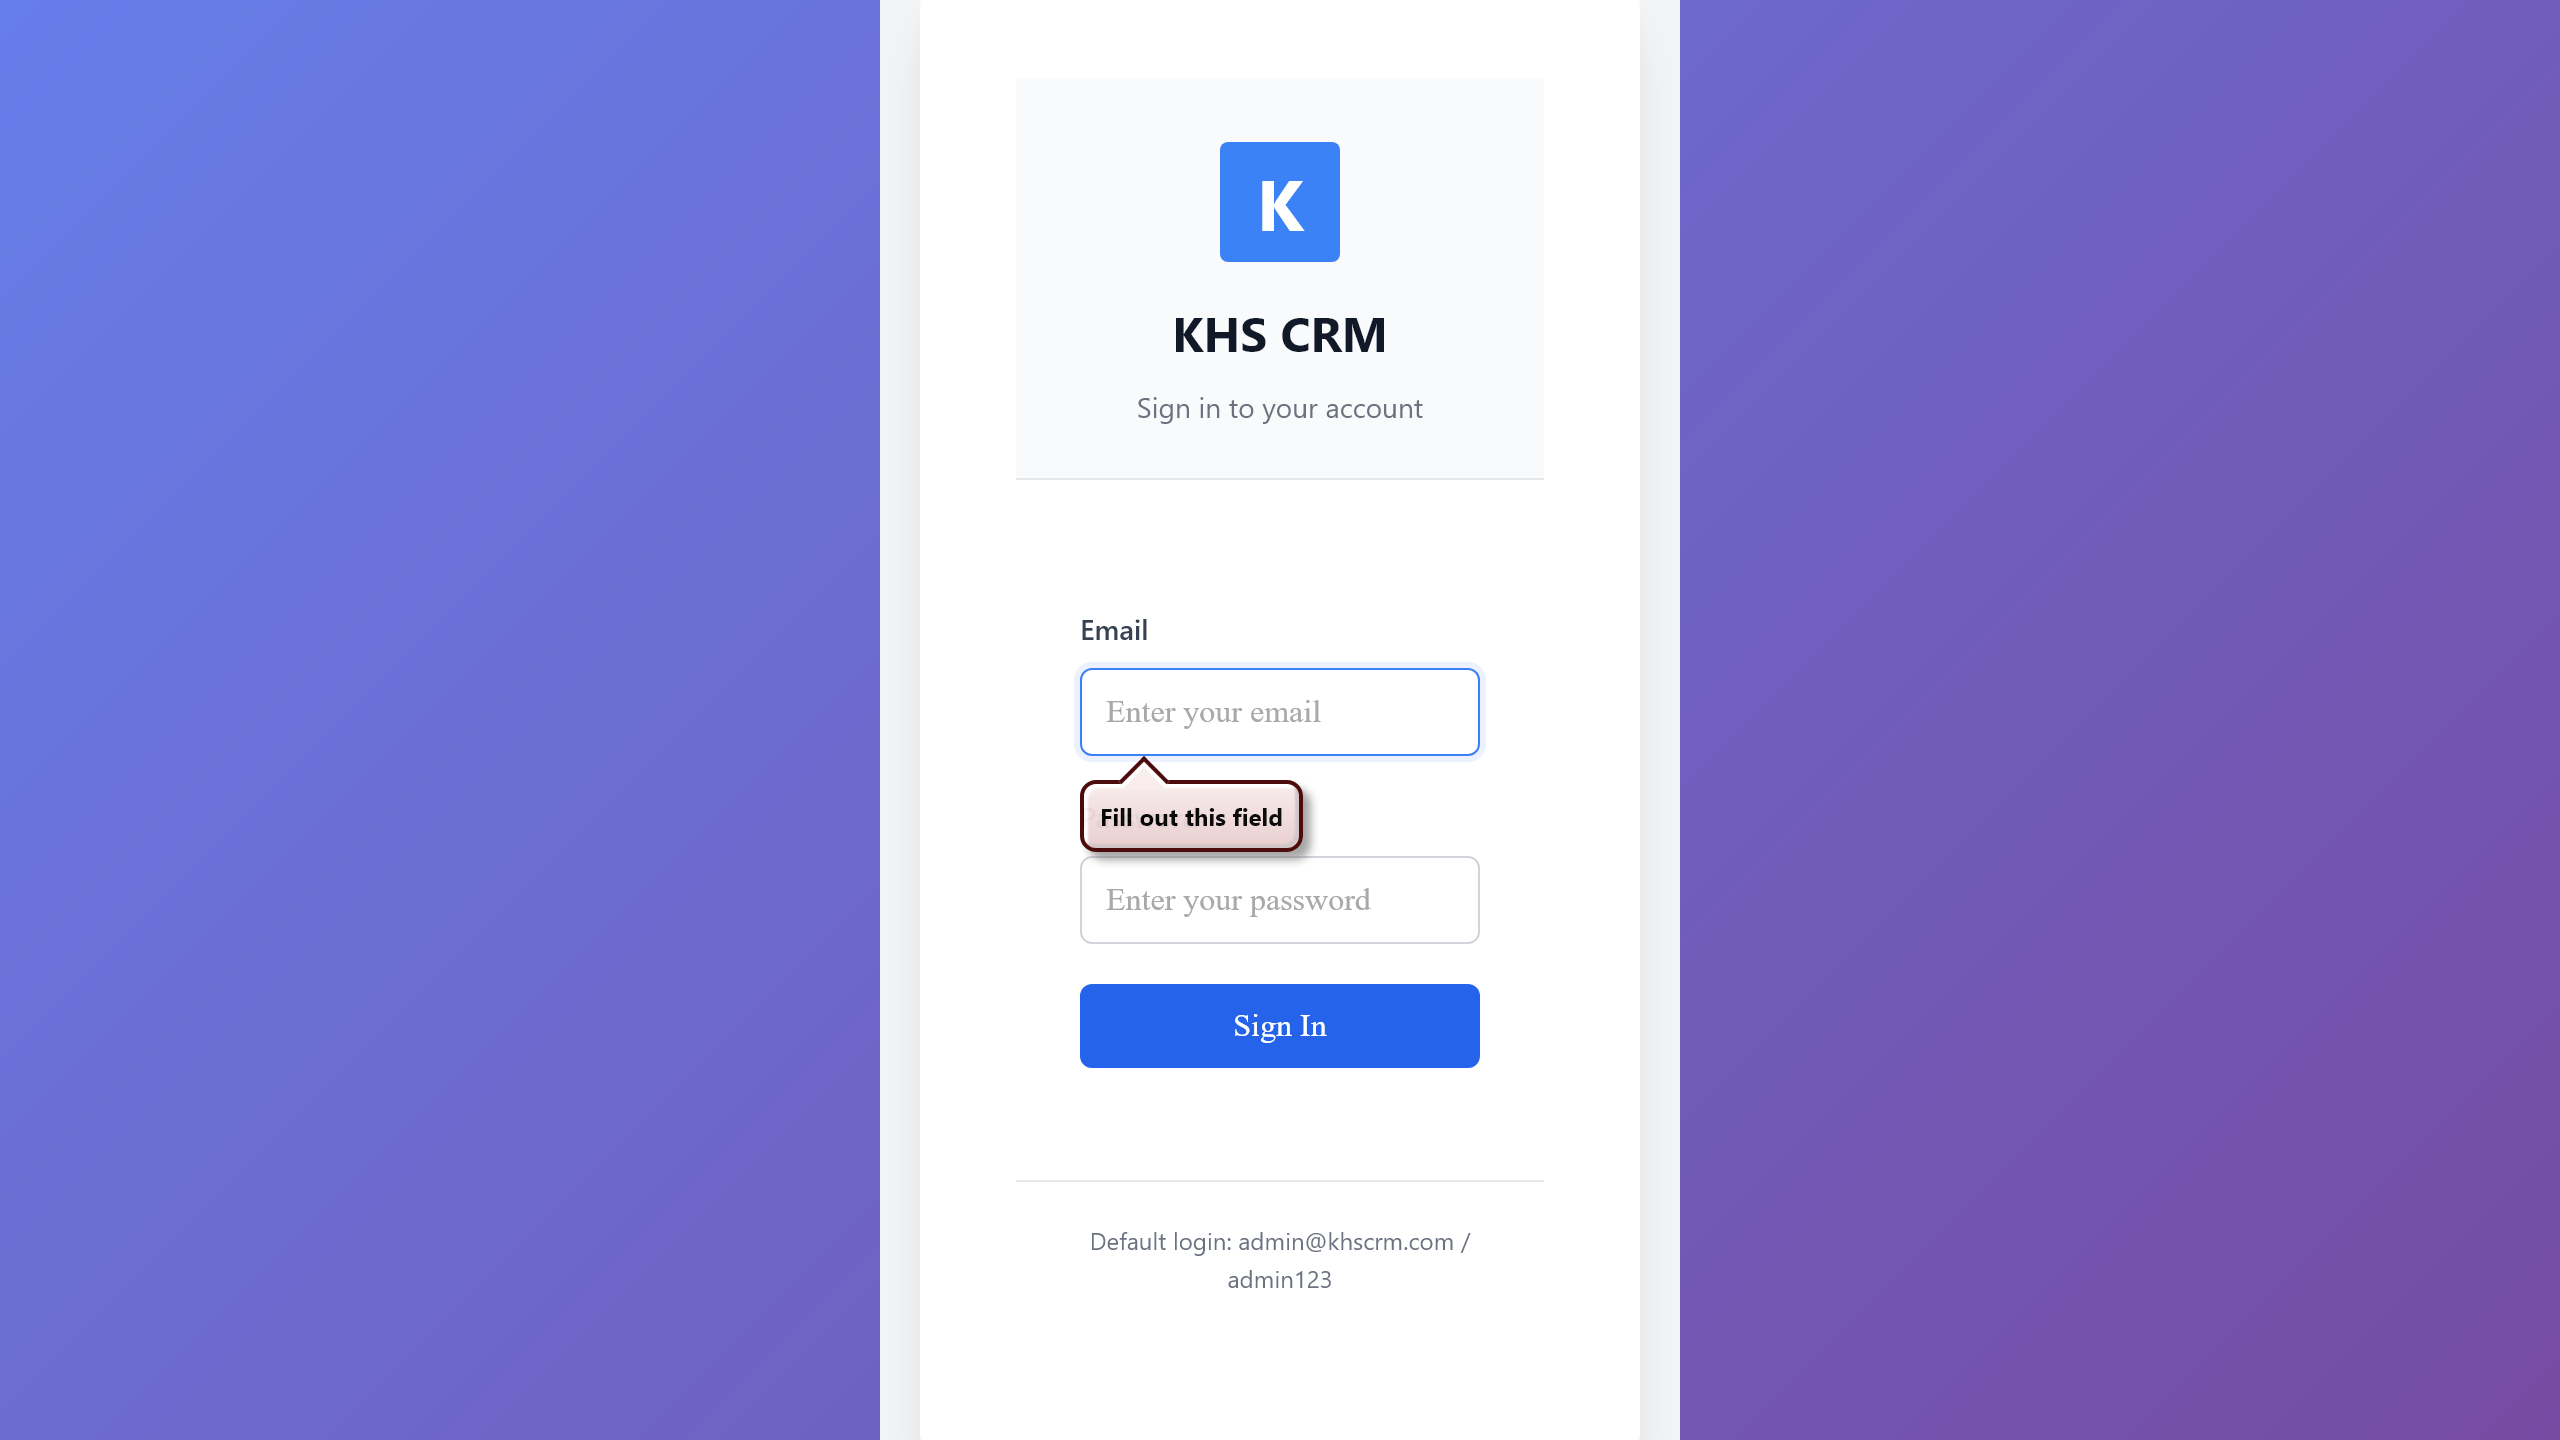 K
KHS CRM
Sign in to your account
Email
Enter your email
Fill out this field
Enter your password
Sign In
Default login: admin@khscrm.com /
admin123